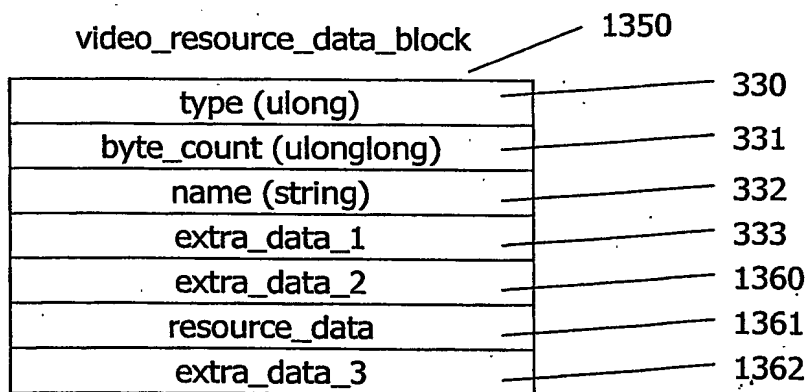 video_resource_data_block 1350
type (ulong) 330
byte_count (ulonglong) 331
name (string) 332
extra_data_1 333
extra_data_2 1360
resource_data 1361
extra_data_3 1362